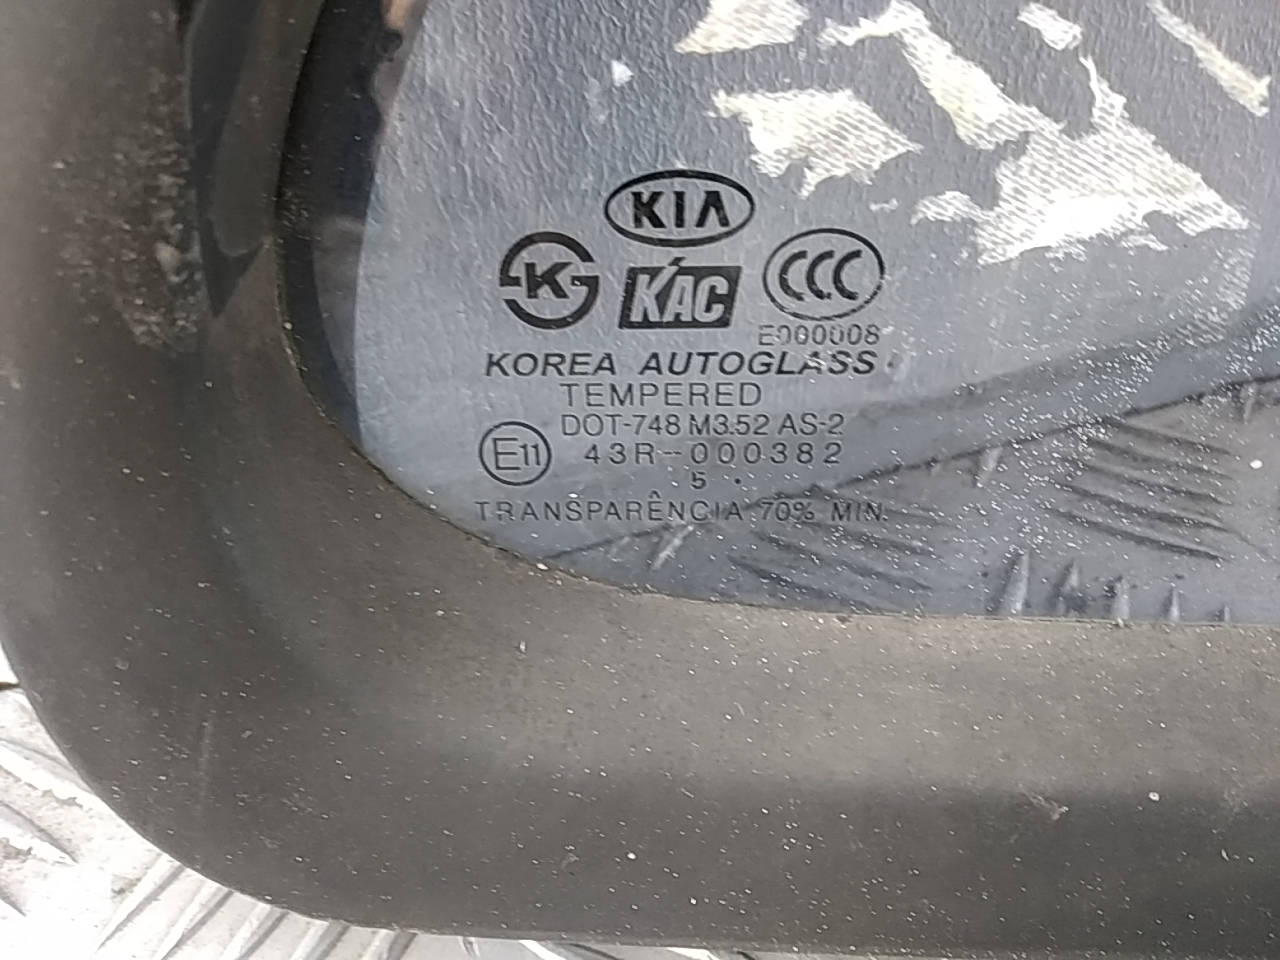 KIA
K
KAC
CCC
E000008
KOREA AUTOGLASS
TEMPERED
DOT-748 M3.52 AS-2
E11
43R-000382
5 .
TRANSPARÊNCIA 70% MIN.